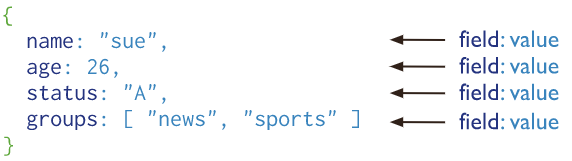 {
name: "sue", field: value
age: 26, field: value
status: "A", field: value
groups: [ "news", "sports" ] field: value
}